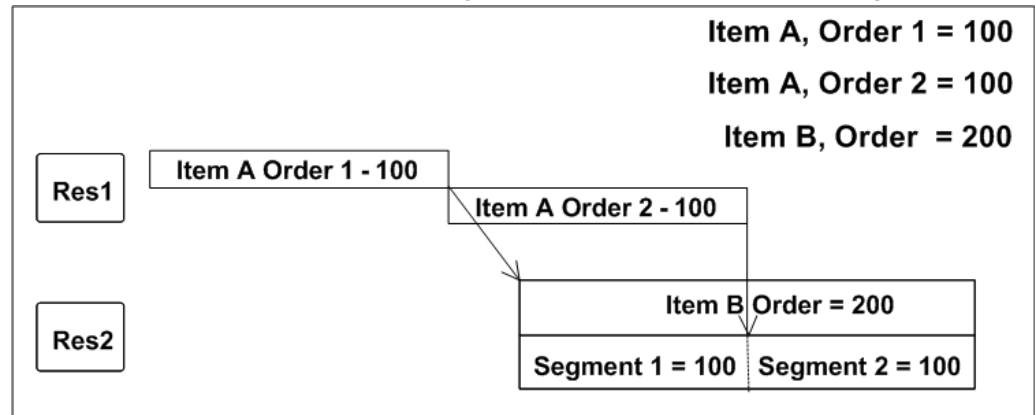 Item A, Order 1 = 100
Item A, Order 2 = 100
Item B, Order = 200
Res1
Item A Order 1 - 100
Item A Order 2 - 100
Res2
Item B Order = 200
Segment 1 = 100
Segment 2 = 100